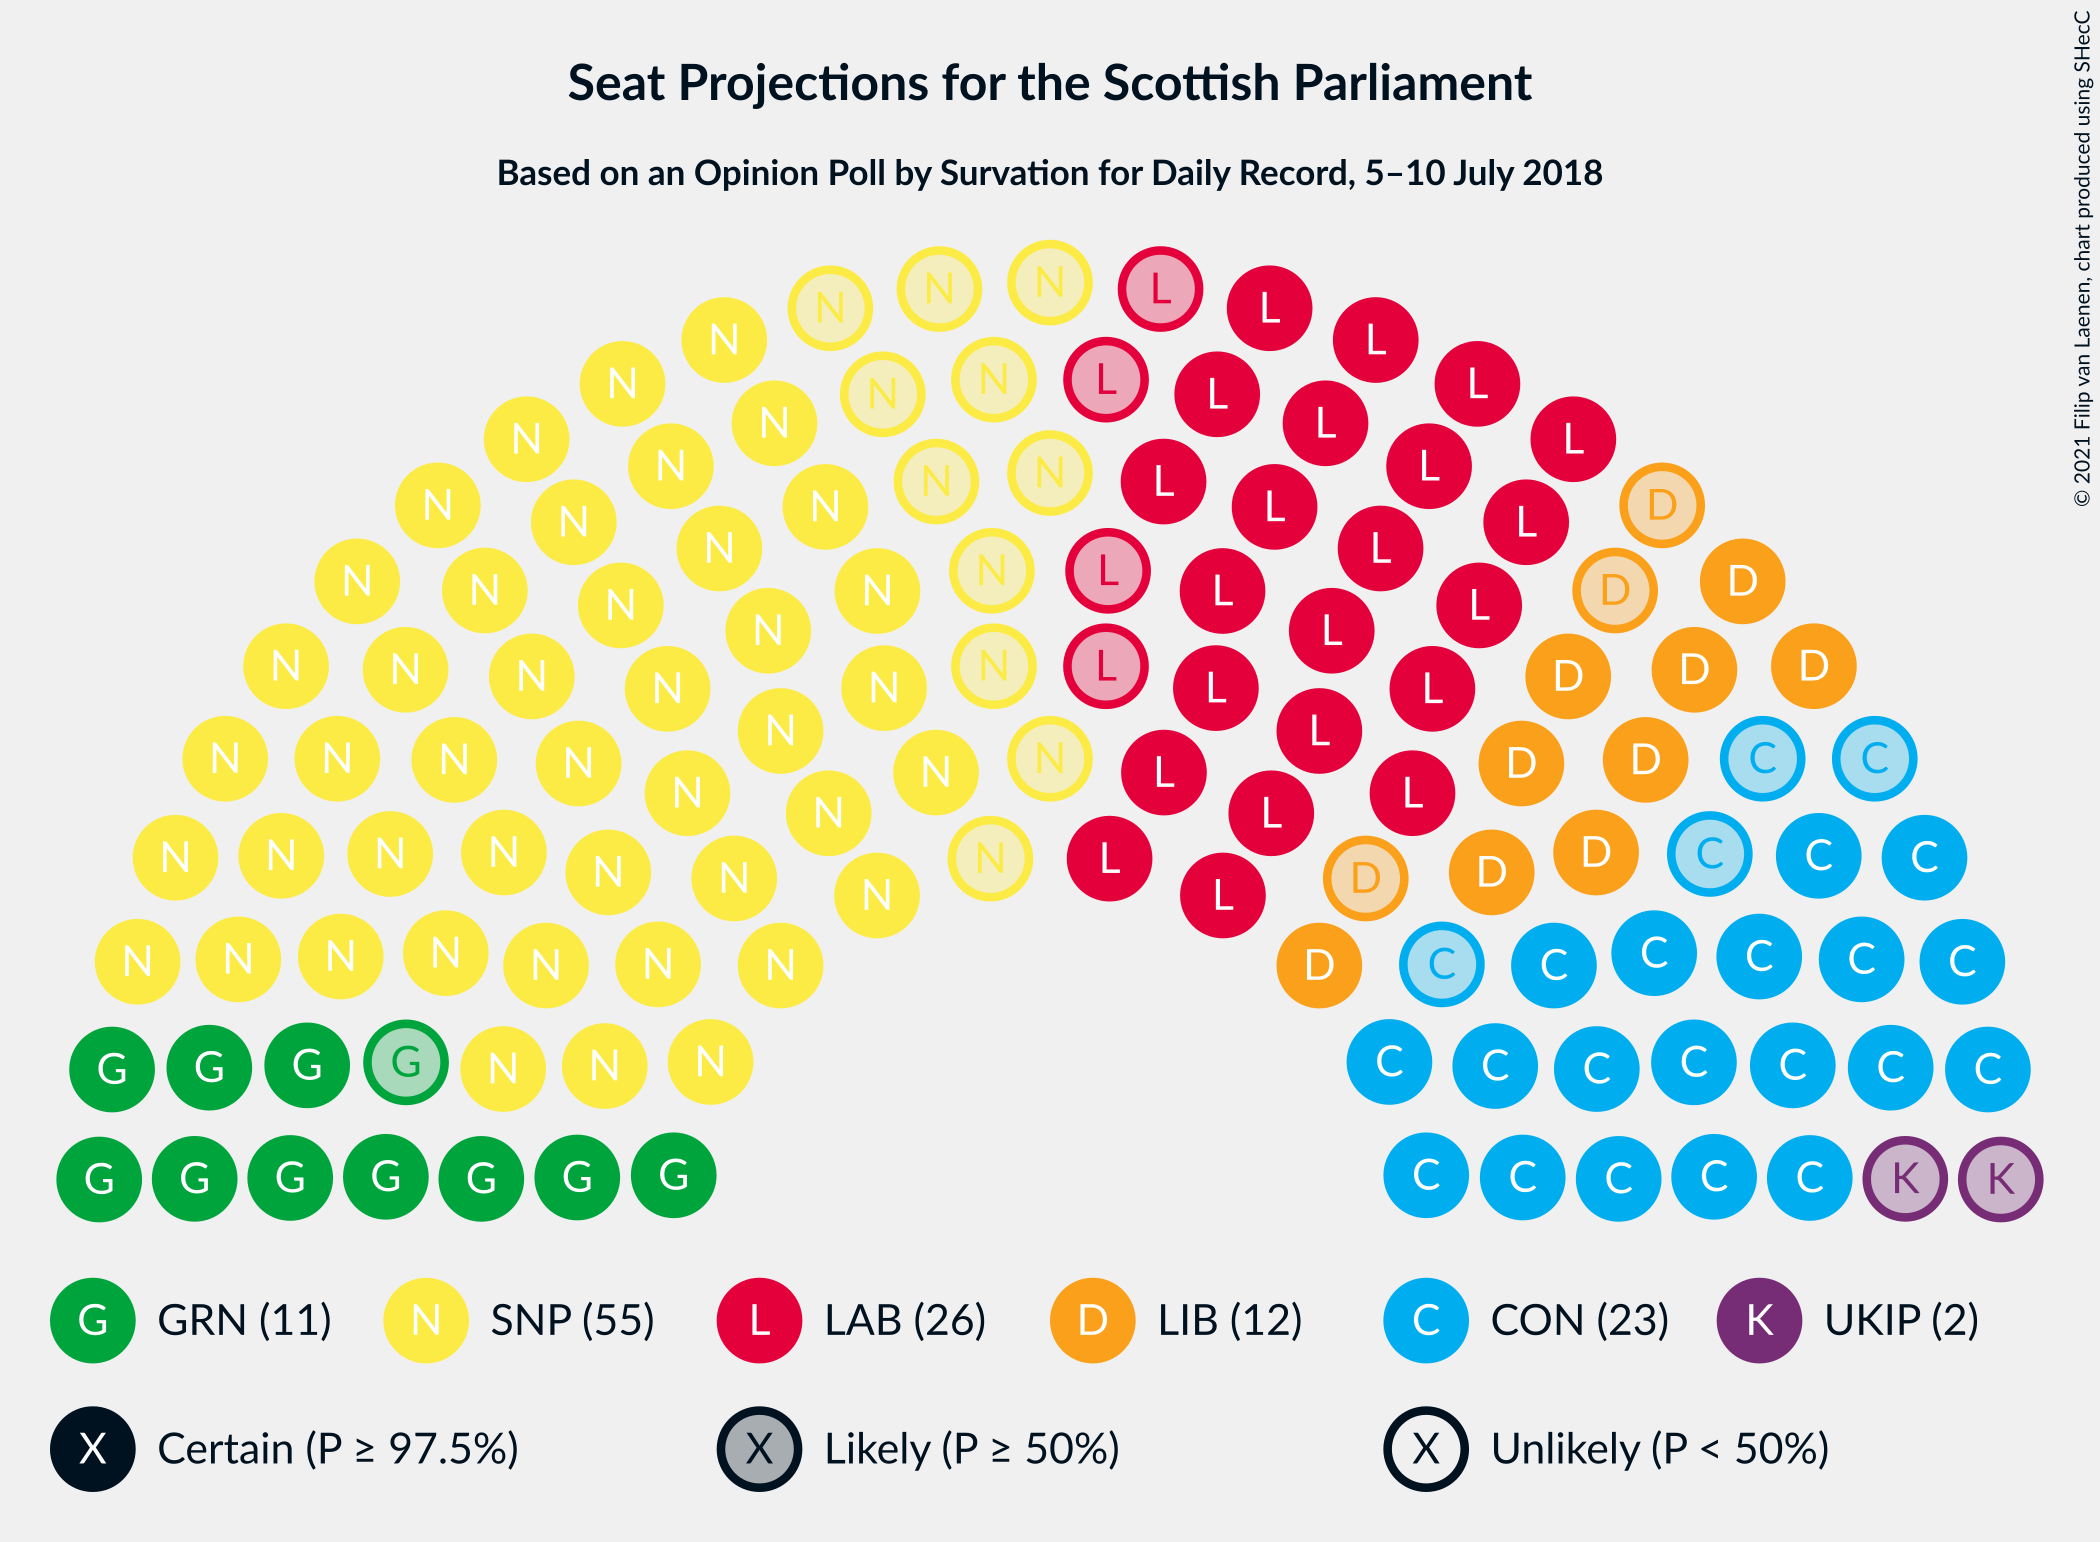 Seat Projections for the Scottish Parliament
Based on an Opinion Poll by Survation for Daily Record, 5–10 July 2018
© 2021 Filip van Laenen, chart produced using SHecC
N N N L L
N L
N N N L L L
N N L L
N N N L L
N N N L L D
N L
N N N N N L L L D D
N L
N N N N N N L L L D D D
N L
N N N N N N N L L D D C C
N L
N N N N N N N N L L D D D C C C
N N N N N N N D C C C C C C
G G G G N N N C C C C C C C
G G G G G G G C C C C C K K
G GRN (11) N SNP (55) L LAB (26) D LIB (12) C CON (23) K UKIP (2)
X Certain (P ≥ 97.5%) X Likely (P ≥ 50%) X Unlikely (P < 50%)